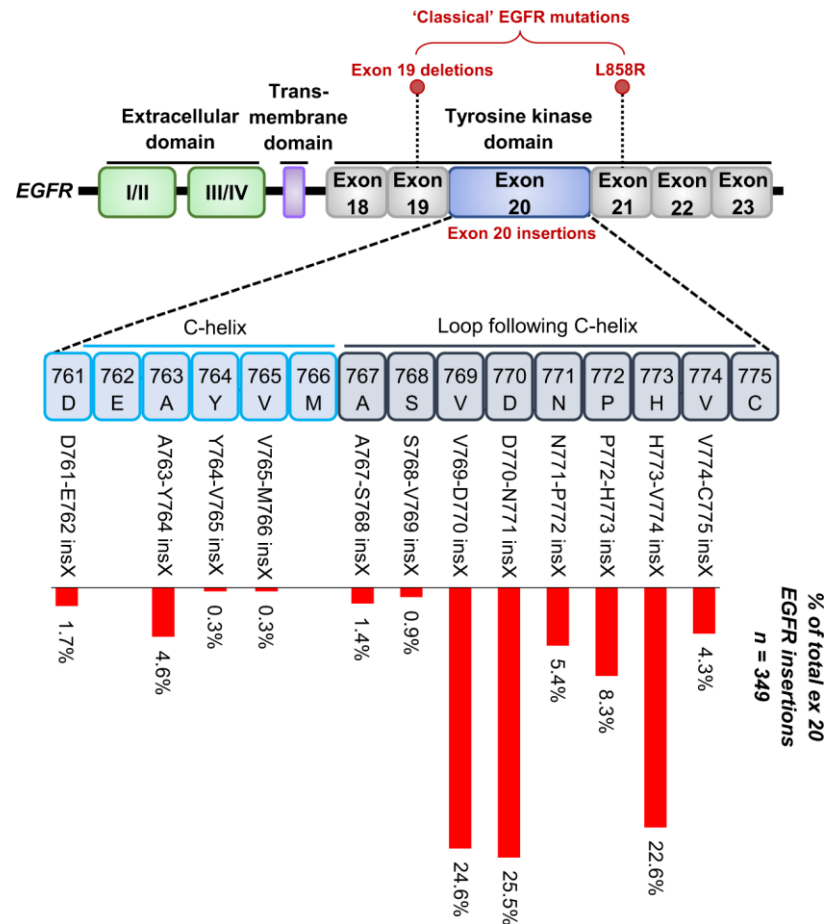 ‘Classical’ EGFR mutations
Exon 19 deletions
L858R
Extracellular
domain
Trans-
membrane
domain
Tyrosine kinase
domain
EGFR
I/II
III/IV
Exon
18
Exon
19
Exon
20
Exon
21
Exon
22
Exon
23
Exon 20 insertions
C-helix
Loop following C-helix
761
D
762
E
763
A
764
Y
765
V
766
M
767
A
768
S
769
V
770
D
771
N
772
P
773
H
774
V
775
C
D761-E762 insX
A763-Y764 insX
Y764-V765 insX
V765-M766 insX
A767-S768 insX
S768-V769 insX
V769-D770 insX
D770-N771 insX
N771-P772 insX
P772-H773 insX
H773-V774 insX
V774-C775 insX
1.7%
4.6%
0.3%
0.3%
1.4%
0.9%
24.6%
25.5%
5.4%
8.3%
22.6%
4.3%
% of total ex 20
EGFR insertions
n = 349